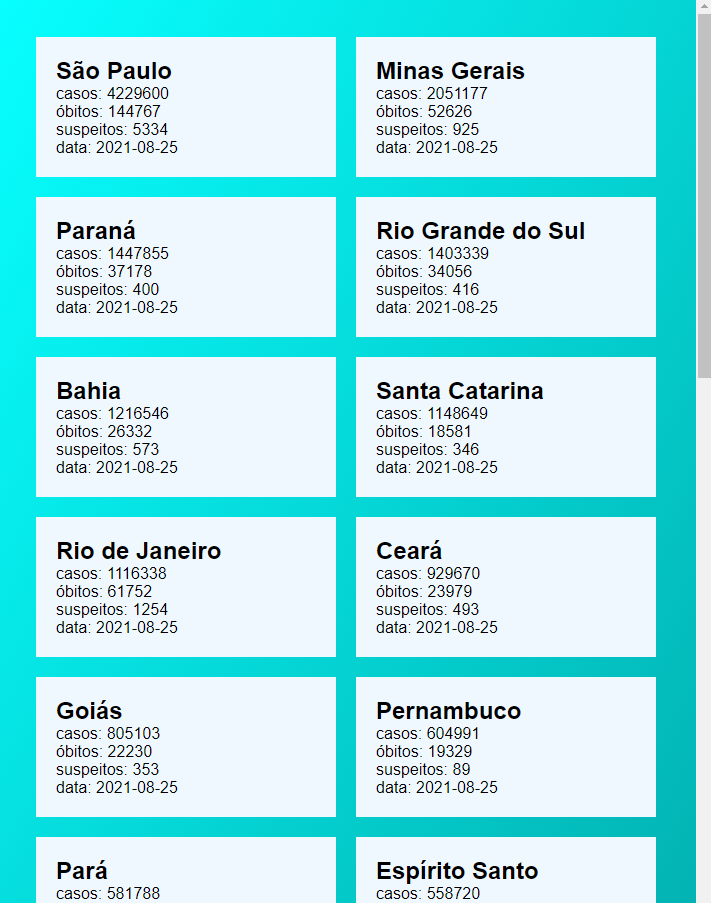 São Paulo
casos: 4229600
óbitos: 144767
suspeitos: 5334
data: 2021-08-25
Minas Gerais
casos: 2051177
óbitos: 52626
suspeitos: 925
data: 2021-08-25
Paraná
casos: 1447855
óbitos: 37178
suspeitos: 400
data: 2021-08-25
Rio Grande do Sul
casos: 1403339
óbitos: 34056
suspeitos: 416
data: 2021-08-25
Bahia
casos: 1216546
óbitos: 26332
suspeitos: 573
data: 2021-08-25
Santa Catarina
casos: 1148649
óbitos: 18581
suspeitos: 346
data: 2021-08-25
Rio de Janeiro
casos: 1116338
óbitos: 61752
suspeitos: 1254
data: 2021-08-25
Ceará
casos: 929670
óbitos: 23979
suspeitos: 493
data: 2021-08-25
Goiás
casos: 805103
óbitos: 22230
suspeitos: 353
data: 2021-08-25
Pernambuco
casos: 604991
óbitos: 19329
suspeitos: 89
data: 2021-08-25
Pará
casos: 581788
Espírito Santo
casos: 558720